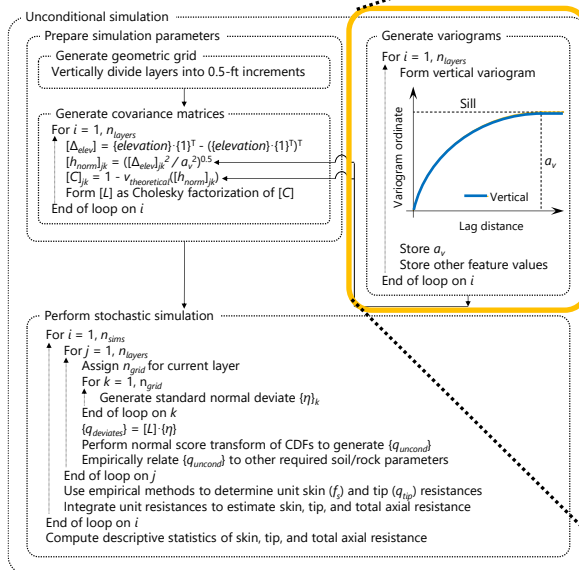 Unconditional simulation
Prepare simulation parameters
Generate geometric grid
Vertically divide layers into 0.5-ft increments
Generate covariance matrices
For i = 1, n_layers
[Δ_elev] = {elevation}·{1}ᵀ - ({elevation}·{1}ᵀ)ᵀ
[h_norm]_jk = ([Δ_elev]_jk² / a_v²)^0.5
[C]_jk = 1 - v_theoretical([h_norm]_jk)
Form [L] as Cholesky factorization of [C]
End of loop on i
Generate variograms
For i = 1, n_layers
Form vertical variogram
Variogram ordinate
Sill
a_v
Vertical
Lag distance
Store a_v
Store other feature values
End of loop on i
Perform stochastic simulation
For i = 1, n_sims
For j = 1, n_layers
Assign n_grid for current layer
For k = 1, n_grid
Generate standard normal deviate {η}_k
End of loop on k
{q_deviates} = [L]·{η}
Perform normal score transform of CDFs to generate {q_uncond}
Empirically relate {q_uncond} to other required soil/rock parameters
End of loop on j
Use empirical methods to determine unit skin (f_s) and tip (q_tip) resistances
Integrate unit resistances to estimate skin, tip, and total axial resistance
End of loop on i
Compute descriptive statistics of skin, tip, and total axial resistance